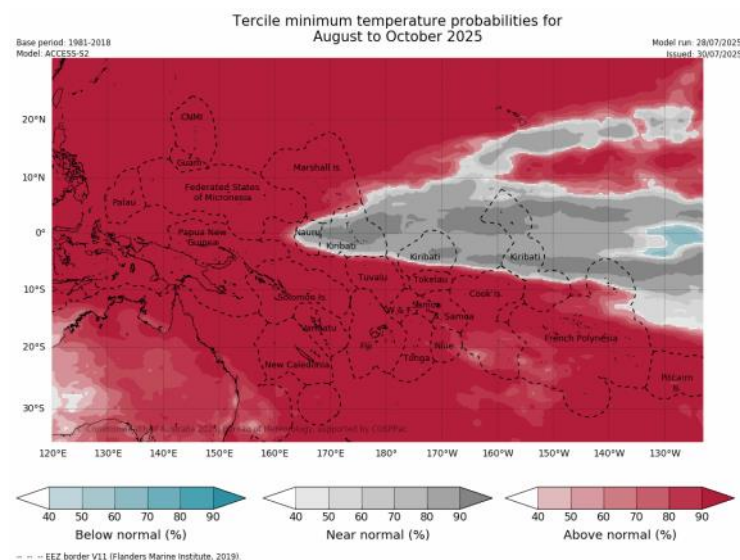 Tercile minimum temperature probabilities for
August to October 2025
Base period: 1981-2018
Model: ACCESS-S2
Model run: 28/07/2025
Issued: 30/07/2025
20°N
10°N
0°
10°S
20°S
30°S
CNMI
Guam
Marshall Is
Palau
Federated States
of Micronesia
Papua New
Guinea
Nauru
Kiribati
Kiribati
Kiribati
Tuvalu
Tokelau
Solomon Is
W & F
Samoa
Cook Is
A. Samoa
Vanuatu
Fiji
French Polynesia
New Caledonia
Tonga
Niue
Pitcairn
Is
120°E 130°E 140°E 150°E 160°E 170°E 180° 170°W 160°W 150°W 140°W 130°W
40 50 60 70 80 90
Below normal (%)
40 50 60 70 80 90
Near normal (%)
40 50 60 70 80 90
Above normal (%)
-- -- -- EEZ border V11 (Flanders Marine Institute, 2019).